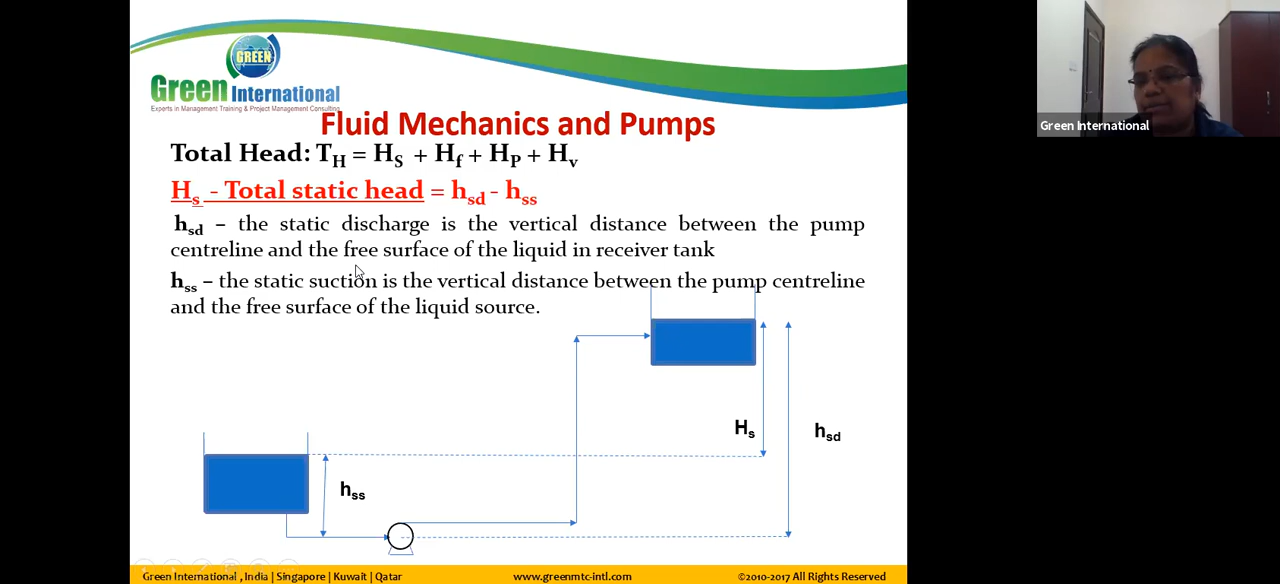 GREEN
Green International
Experts in Management Training & Project Management Consulting
Fluid Mechanics and Pumps
Total Head: TH = HS + Hf + HP + Hv
Hs - Total static head = hsd - hss
hsd – the static discharge is the vertical distance between the pump
centreline and the free surface of the liquid in receiver tank
hss – the static suction is the vertical distance between the pump centreline
and the free surface of the liquid source.
Hs
hsd
hss
Green International , India | Singapore | Kuwait | Qatar
www.greenmtc-intl.com
©2010-2017 All Rights Reserved
Green International